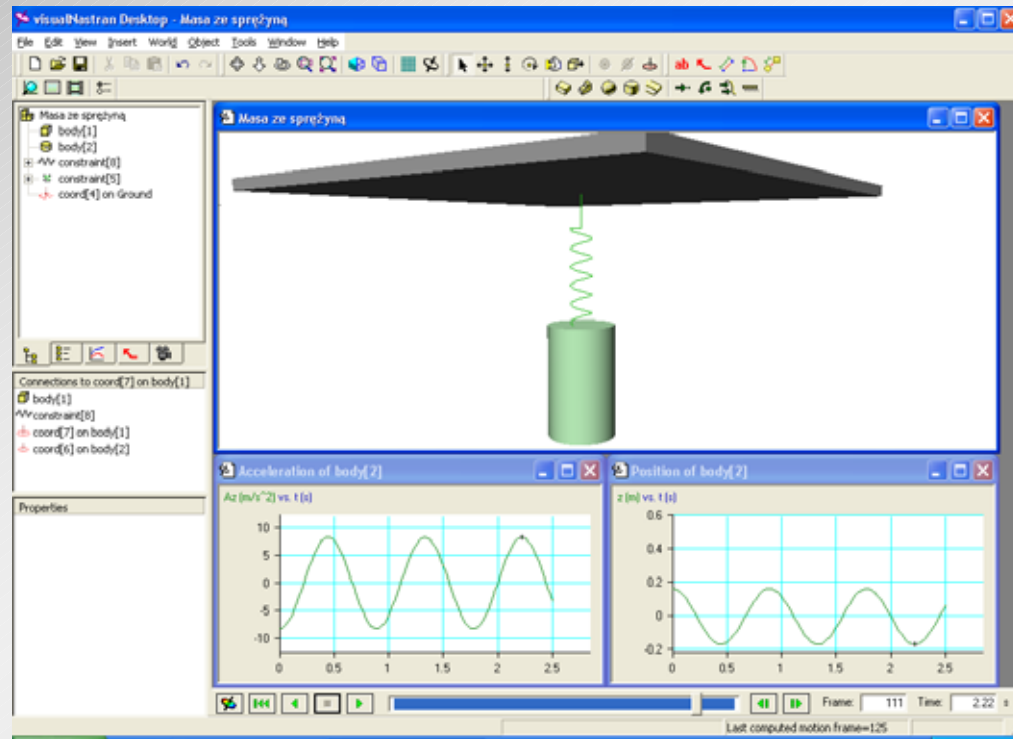 visualNastran Desktop - Masa ze sprężyną
File Edit View Insert World Object Tools Window Help
ab
Masa ze sprężyną
body[1]
body[2]
constraint[8]
constraint[5]
coord[4] on Ground
Connections to coord[7] on body[1]
body[1]
constraint[8]
coord[7] on body[1]
coord[6] on body[2]
Properties
Masa ze sprężyną
Acceleration of body[2]
Az (m/s^2) vs. t (s)
10
5
0
-5
-10
0 0.5 1 1.5 2 2.5
Position of body[2]
z (m) vs. t (s)
0.6
0.4
0.2
0
-0.2
0 0.5 1 1.5 2 2.5
Frame: 111 Time: 2.22 s
Last computed motion frame=125